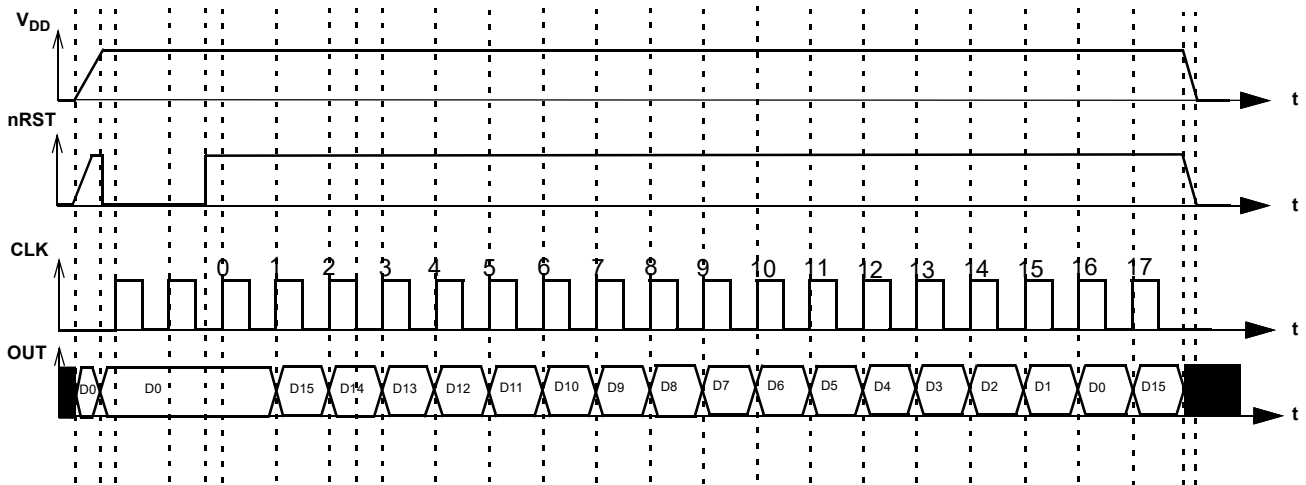 VDD
t
nRST
t
CLK
0 1 2 3 4 5 6 7 8 9 10 11 12 13 14 15 16 17
t
OUT
D0 D0 D15 D14 D13 D12 D11 D10 D9 D8 D7 D6 D5 D4 D3 D2 D1 D0 D15
t